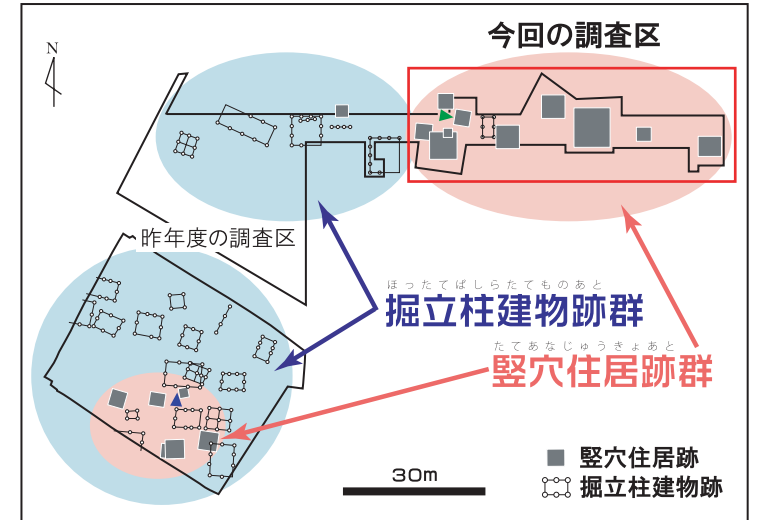 今回の調査区
N
昨年度の調査区
ほったてばしらたてものあと
掘立柱建物跡群
たてあなじゅうきょあと
竪穴住居跡群
竪穴住居跡
30m
掘立柱建物跡